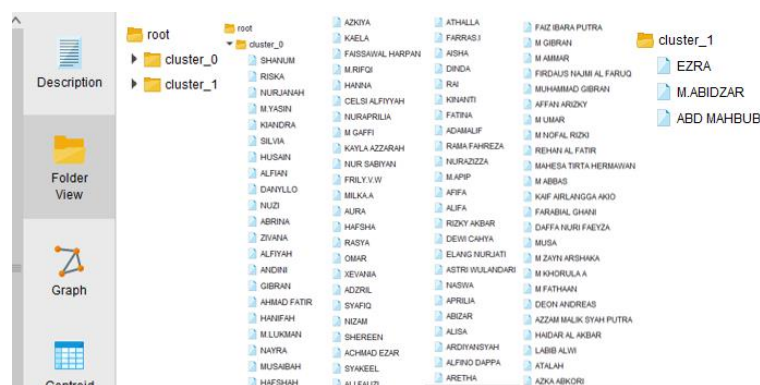 Description
Folder
View
Graph
root
cluster_0
cluster_1
root
cluster_0
SHANUM
RISKA
NURJANAH
M.YASIN
KIANDRA
SILVIA
HUSAIN
ALFIAN
DANYLLO
NUZI
ABRINA
ZIVANA
ALFIYAH
ANDINI
GIBRAN
AHMAD FATIR
HANIFAH
M.LUKMAN
NAYRA
MUSAIBAH
HAFSHAH
AZKIYA
KAELA
FAISSAWAL HARPAN
M.RIFQI
HANNA
CELSI ALFIYYAH
NURAPRILIA
M GAFFI
KAYLA AZZARAH
NUR SABIYAN
FRILY.V.W
MILKA.A
AURA
HAFSHA
RASYA
OMAR
XEVANIA
ADZRIL
SYAFIQ
NIZAM
SHEREEN
ACHMAD EZAR
SYAKEEL
ATHALLA
FARRAS.I
AISHA
DINDA
RAI
KINANTI
FATINA
ADAMALIF
RAMA FAHREZA
NURAZIZZA
M.APIP
AFIFA
ALIFA
RIZKY AKBAR
DEWI CAHYA
ELANG NURJATI
ASTRI WULANDARI
NASWA
APRILIA
ABIZAR
ALISA
ARDIYANSYAH
ALFINO DAPPA
ARETHA
FAIZ IBARA PUTRA
M GIBRAN
M AMMAR
FIRDAUS NAJMI AL FARUQ
MUHAMMAD GIBRAN
AFFAN ARIZKY
M UMAR
M NOFAL RIZKI
REHAN AL FATIR
MAHESA TIRTA HERMAWAN
M ABBAS
KAIF AIRLANGGA AKIO
FARABIAL GHANI
DAFFA NURI FAEYZA
MUSA
M ZAYN ARSHAKA
M KHORULA A
M FATHAAN
DEON ANDREAS
AZZAM MALIK SYAH PUTRA
HAIDAR AL AKBAR
LABIB ALWI
ATALAH
AZKA ABKORI
cluster_1
EZRA
M.ABIDZAR
ABD MAHBUB